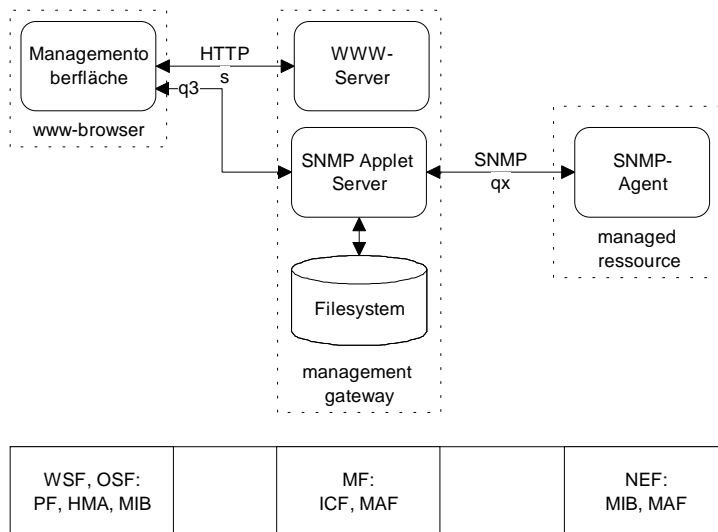 Managemento
berfläche
www-browser
HTTP
s
q3
WWW-
Server
SNMP Applet
Server
Filesystem
management
gateway
SNMP
qx
SNMP-
Agent
managed
ressource
WSF, OSF:
PF, HMA, MIB
MF:
ICF, MAF
NEF:
MIB, MAF